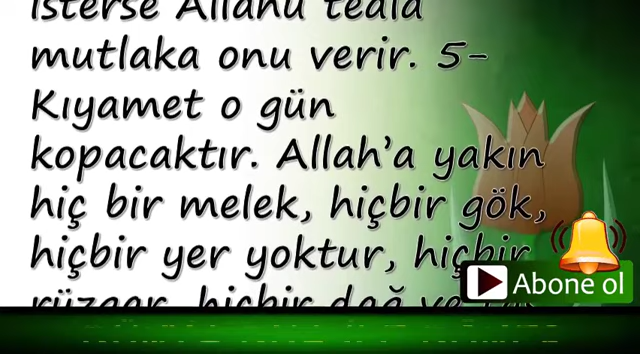 isterse Allahu teâlâ
mutlaka onu verir. 5-
Kıyamet o gün
kopacaktır. Allah'a yakın
hiç bir melek, hiçbir gök,
hiçbir yer yoktur, hiçbir
rüzgar, hiçbir dağ ve
Abone ol